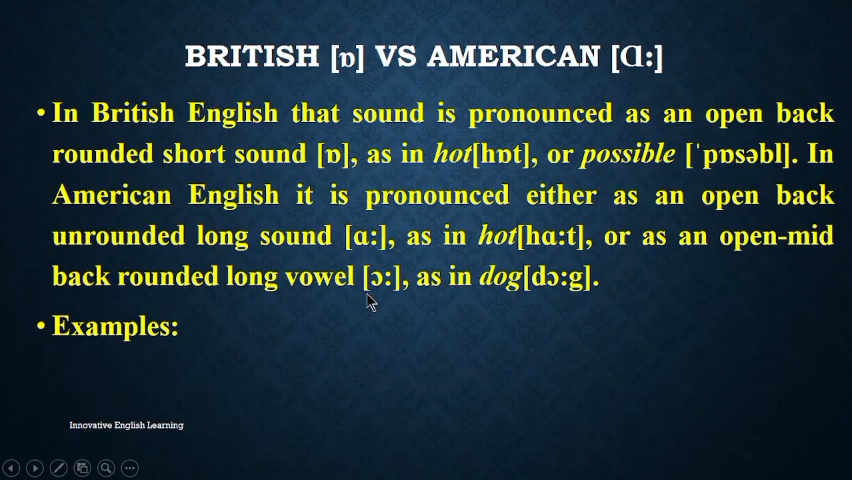 BRITISH [ɒ] VS AMERICAN [Ɑ:]
• In British English that sound is pronounced as an open back
rounded short sound [ɒ], as in hot[hɒt], or possible [ˈpɒsəbl]. In
American English it is pronounced either as an open back
unrounded long sound [ɑ:], as in hot[hɑ:t], or as an open-mid
back rounded long vowel [ɔ:], as in dog[dɔ:g].
• Examples:
Innovative English Learning